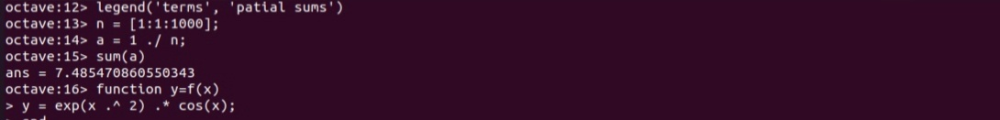 octave:12> legend('terms', 'patial sums')
octave:13> n = [1:1:1000];
octave:14> a = 1 ./ n;
octave:15> sum(a)
ans = 7.485470860550343
octave:16> function y=f(x)
> y = exp(x .^ 2) .* cos(x);